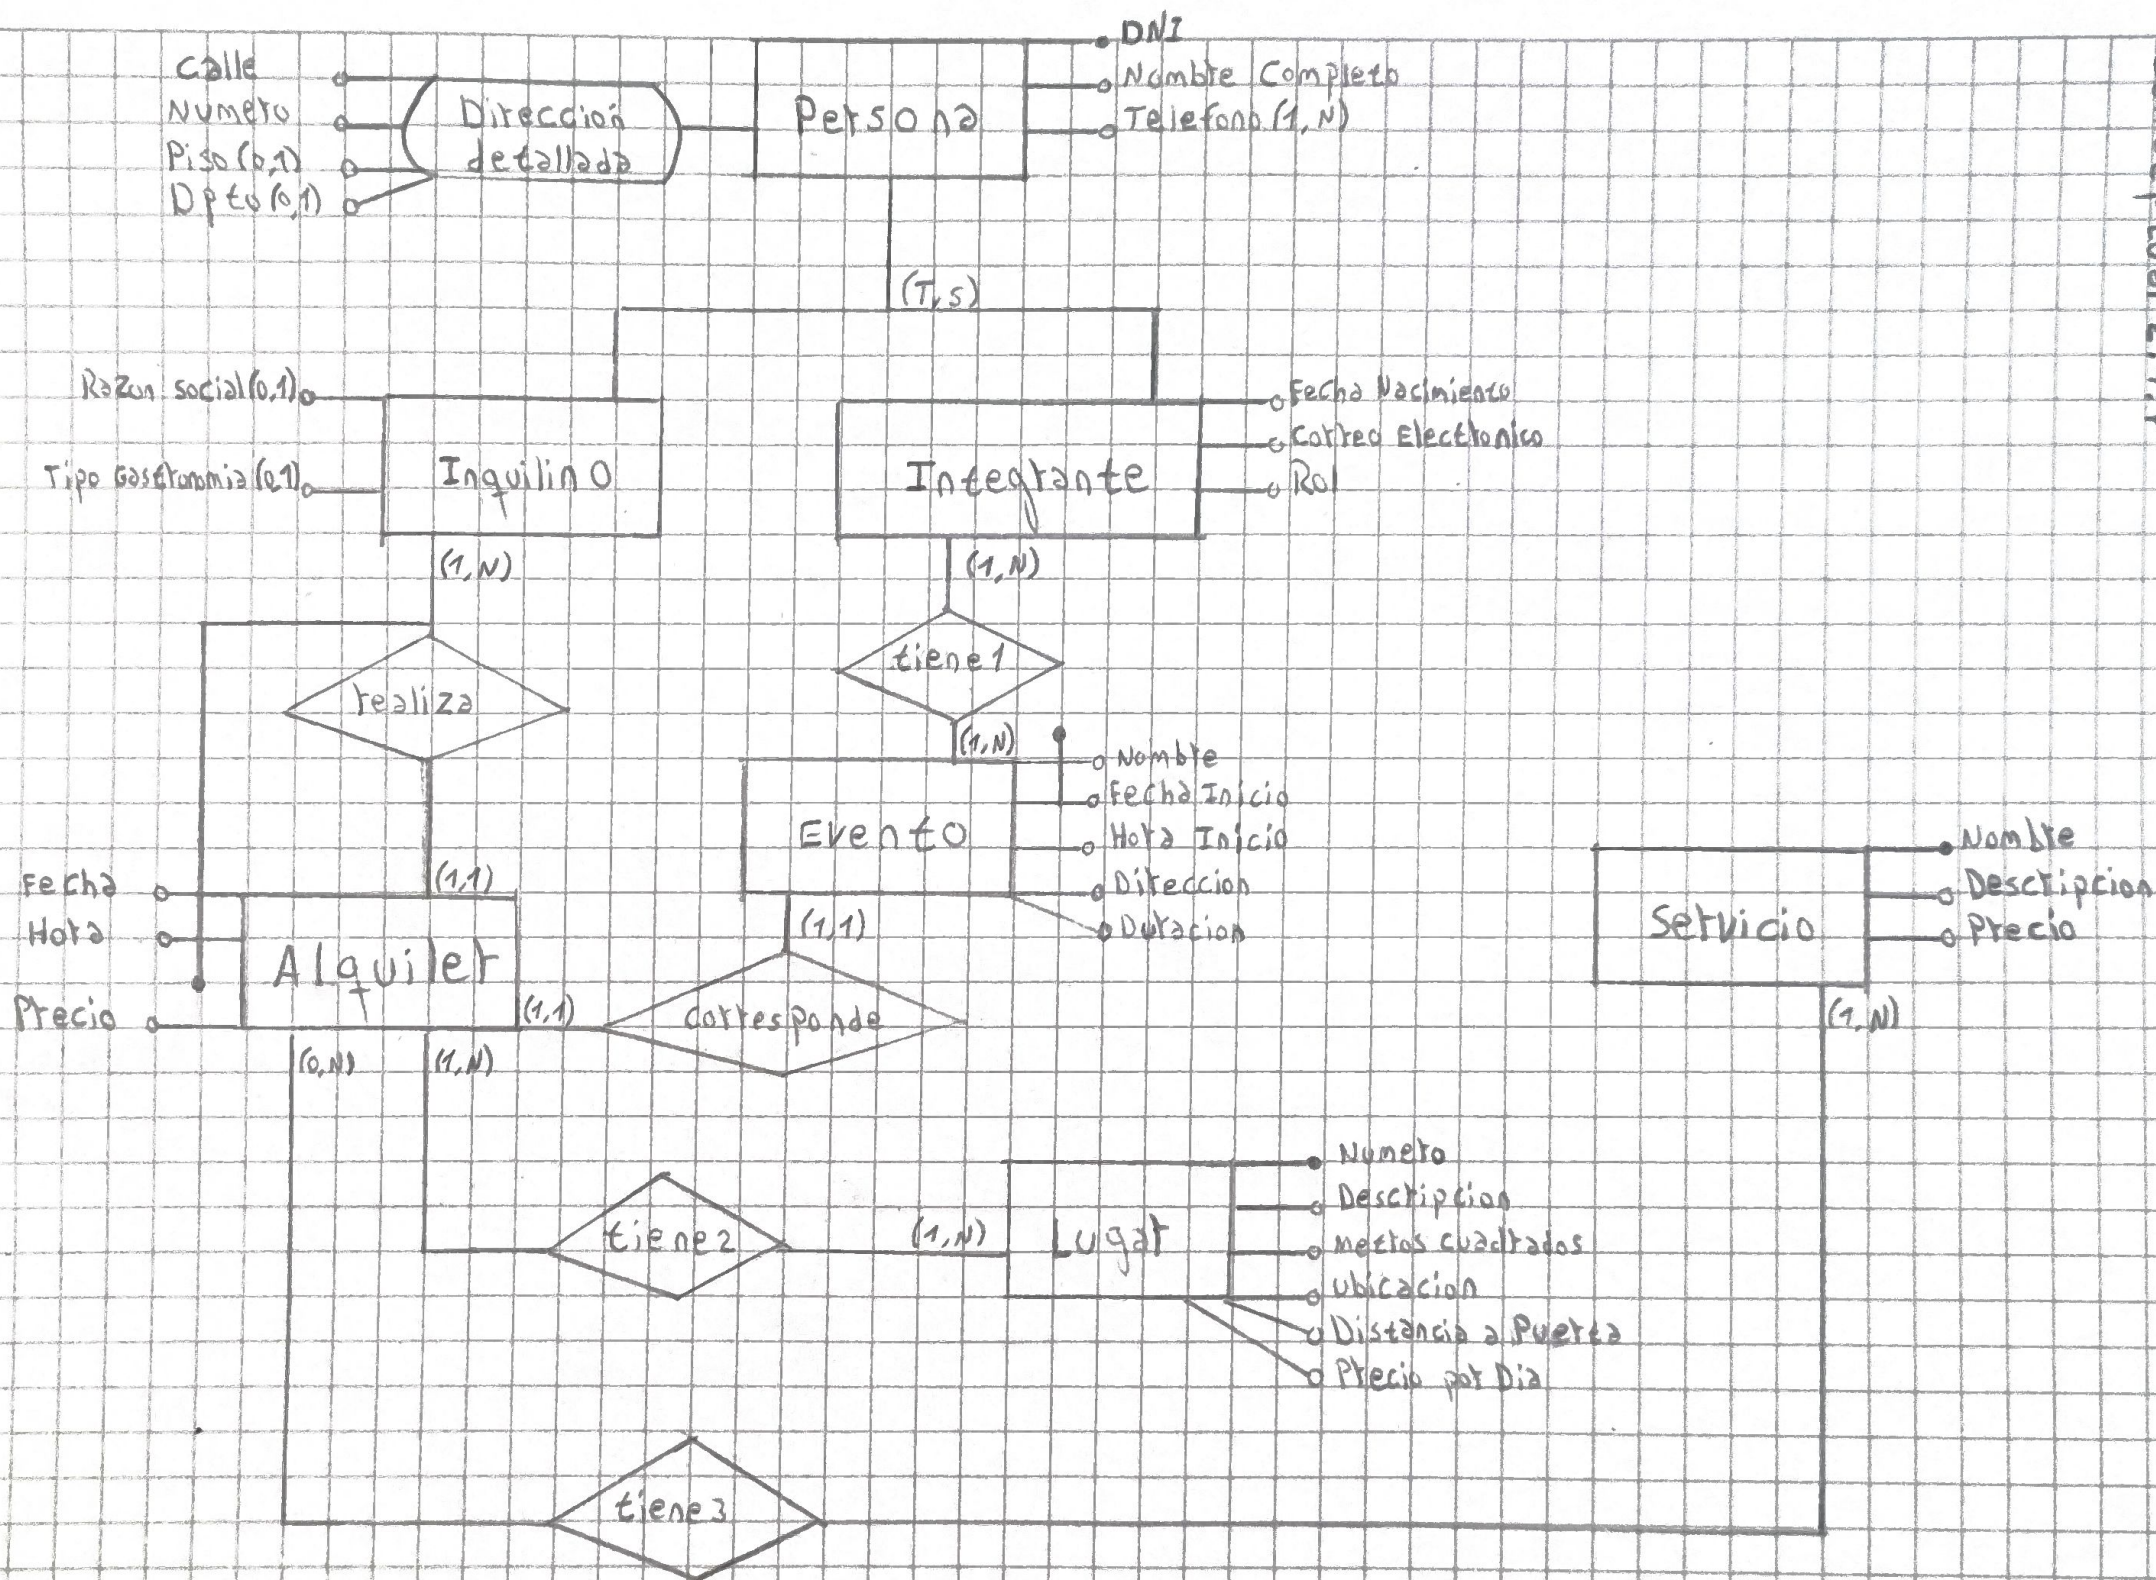 DNI
Calle
Nombre Completo
Numero
Direccion
detallada
Persona
Telefono (1,N)
Piso (0,1)
Dpto (0,1)
(T,S)
Razon social (0,1)
Fecha Nacimiento
Correo Electronico
Tipo Gastronomia (0,1)
Inquilino
Integrante
Rol
(1,N)
(1,N)
tiene1
realiza
(1,N)
Nombre
Fecha Inicio
Evento
Hora Inicio
Nombre
Fecha
(1,1)
Direccion
Descripcion
Hora
(1,1)
Duracion
Servicio
Precio
Alquiler
Precio
(1,1)
corresponde
(1,N)
(0,N)
(1,N)
Numero
Descripcion
tiene2
(1,N)
Lugar
metros cuadrados
ubicacion
Distancia a Puerta
Precio por Dia
tiene3